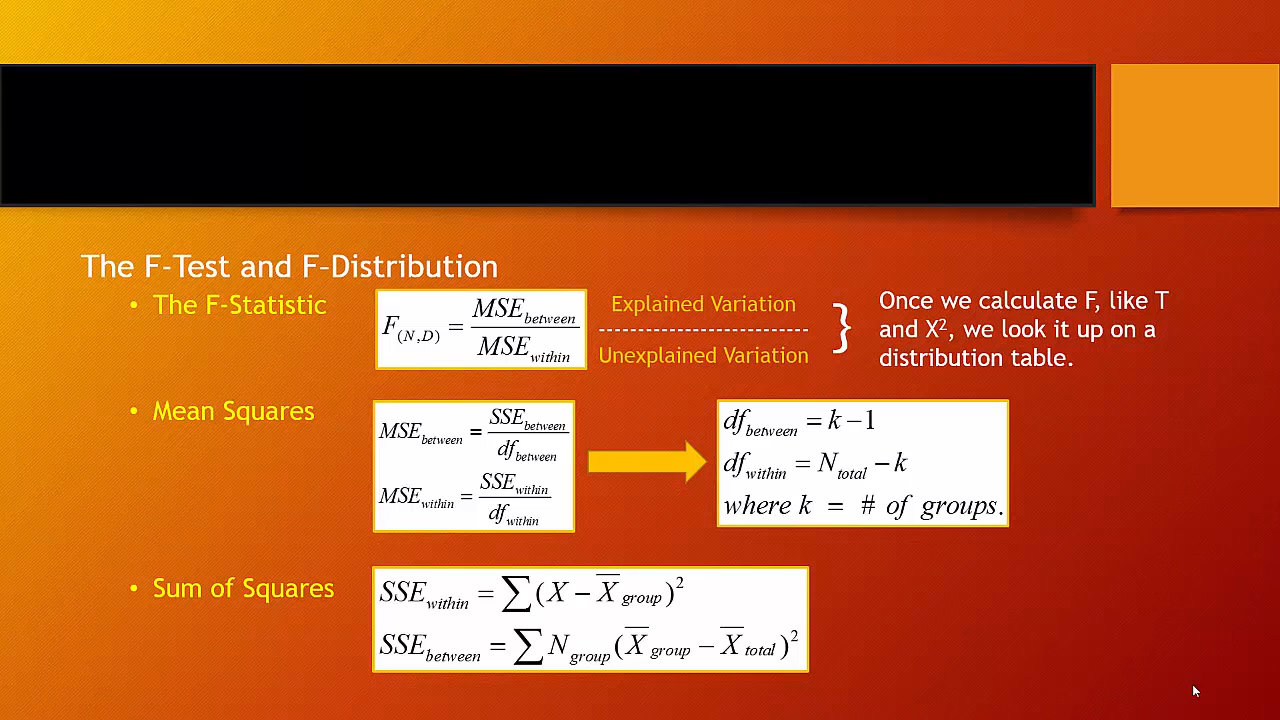 The F-Test and F-Distribution
• The F-Statistic
F(N,D) = MSEbetween / MSEwithin
Explained Variation
Unexplained Variation
}
Once we calculate F, like T
and X², we look it up on a
distribution table.
• Mean Squares
MSEbetween = SSEbetween / dfbetween
MSEwithin = SSEwithin / dfwithin
dfbetween = k − 1
dfwithin = Ntotal − k
where k = # of groups.
• Sum of Squares
SSEwithin = ∑(X − X̅group)²
SSEbetween = ∑Ngroup(X̅group − X̅total)²